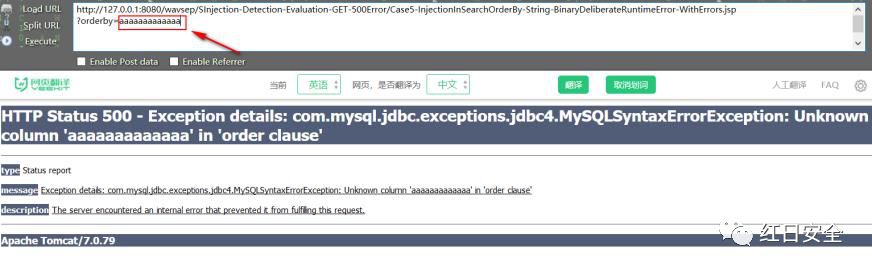 Load URL
Split URL
Execute
http://127.0.0.1:8080/wavsep/SInjection-Detection-Evaluation-GET-500Error/Case5-InjectionInSearchOrderBy-String-BinaryDeliberateRuntimeError-WithErrors.jsp
?orderby=aaaaaaaaaaaaa
Enable Post data Enable Referrer
网页翻译 当前 英语 网页，是否翻译为 中文 翻译 取消划词 人工翻译 FAQ
HTTP Status 500 - Exception details: com.mysql.jdbc.exceptions.jdbc4.MySQLSyntaxErrorException: Unknown
column 'aaaaaaaaaaaaa' in 'order clause'
type Status report
message Exception details: com.mysql.jdbc.exceptions.jdbc4.MySQLSyntaxErrorException: Unknown column 'aaaaaaaaaaaaa' in 'order clause'
description The server encountered an internal error that prevented it from fulfilling this request.
Apache Tomcat/7.0.79
红日安全